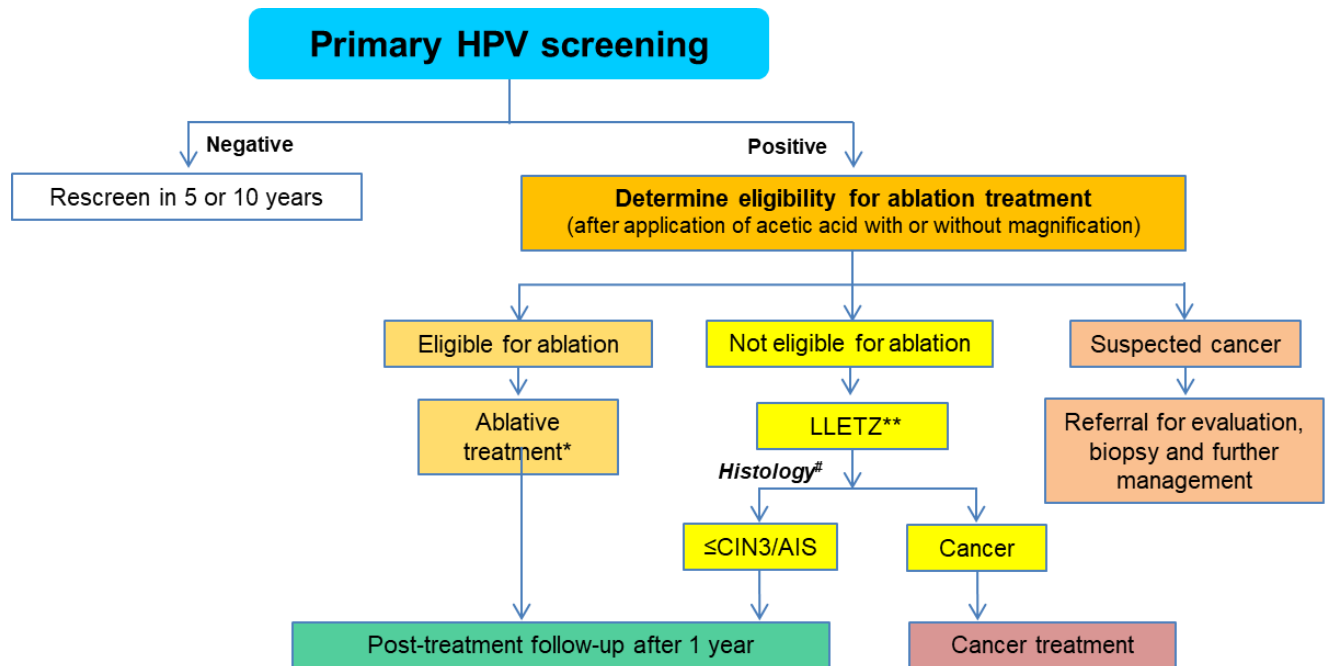 Primary HPV screening
Negative
Positive
Rescreen in 5 or 10 years
Determine eligibility for ablation treatment
(after application of acetic acid with or without magnification)
Eligible for ablation
Not eligible for ablation
Suspected cancer
Ablative
treatment*
LLETZ**
Referral for evaluation,
biopsy and further
management
Histology#
≤CIN3/AIS
Cancer
Post-treatment follow-up after 1 year
Cancer treatment